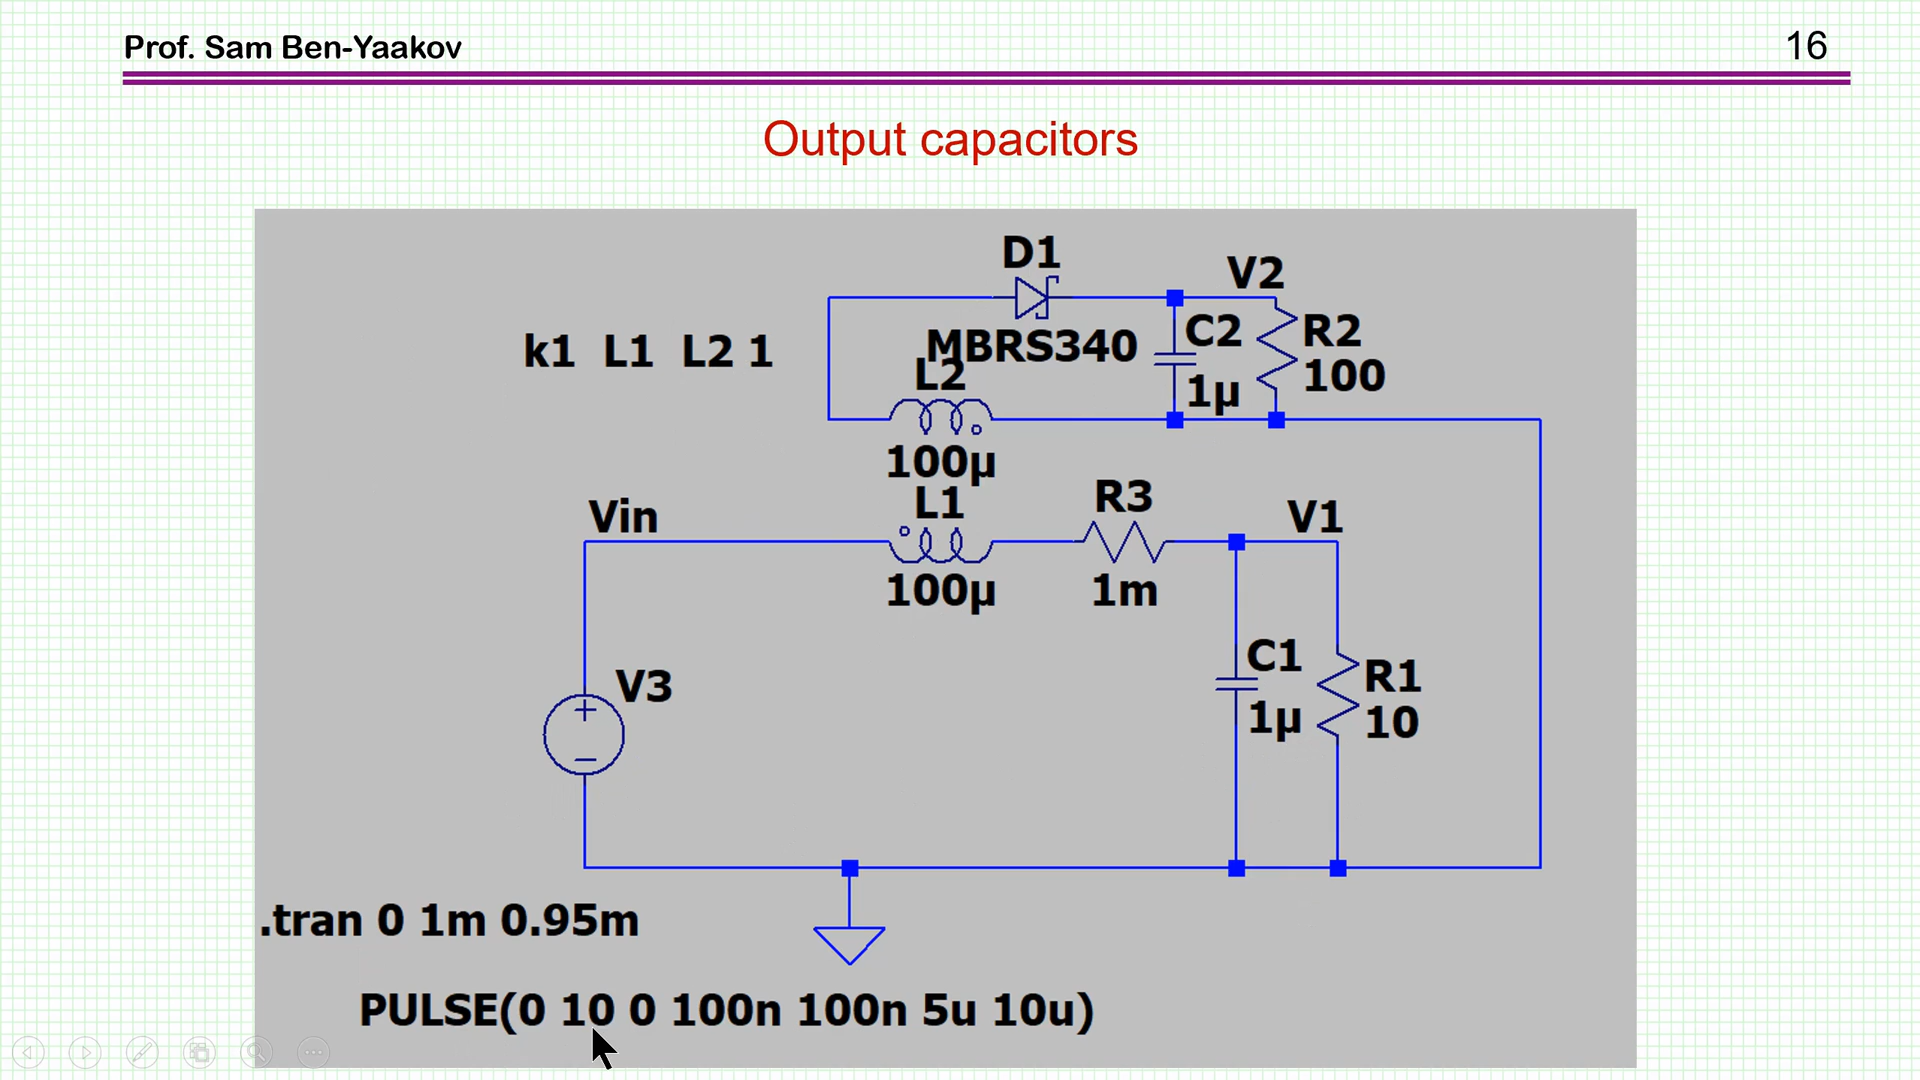 Prof. Sam Ben-Yaakov
16
Output capacitors
D1
V2
k1 L1 L2 1
MBRS340
C2
1µ
R2
100
L2
100µ
Vin
L1
100µ
R3
1m
V1
V3
C1
1µ
R1
10
.tran 0 1m 0.95m
PULSE(0 10 0 100n 100n 5u 10u)